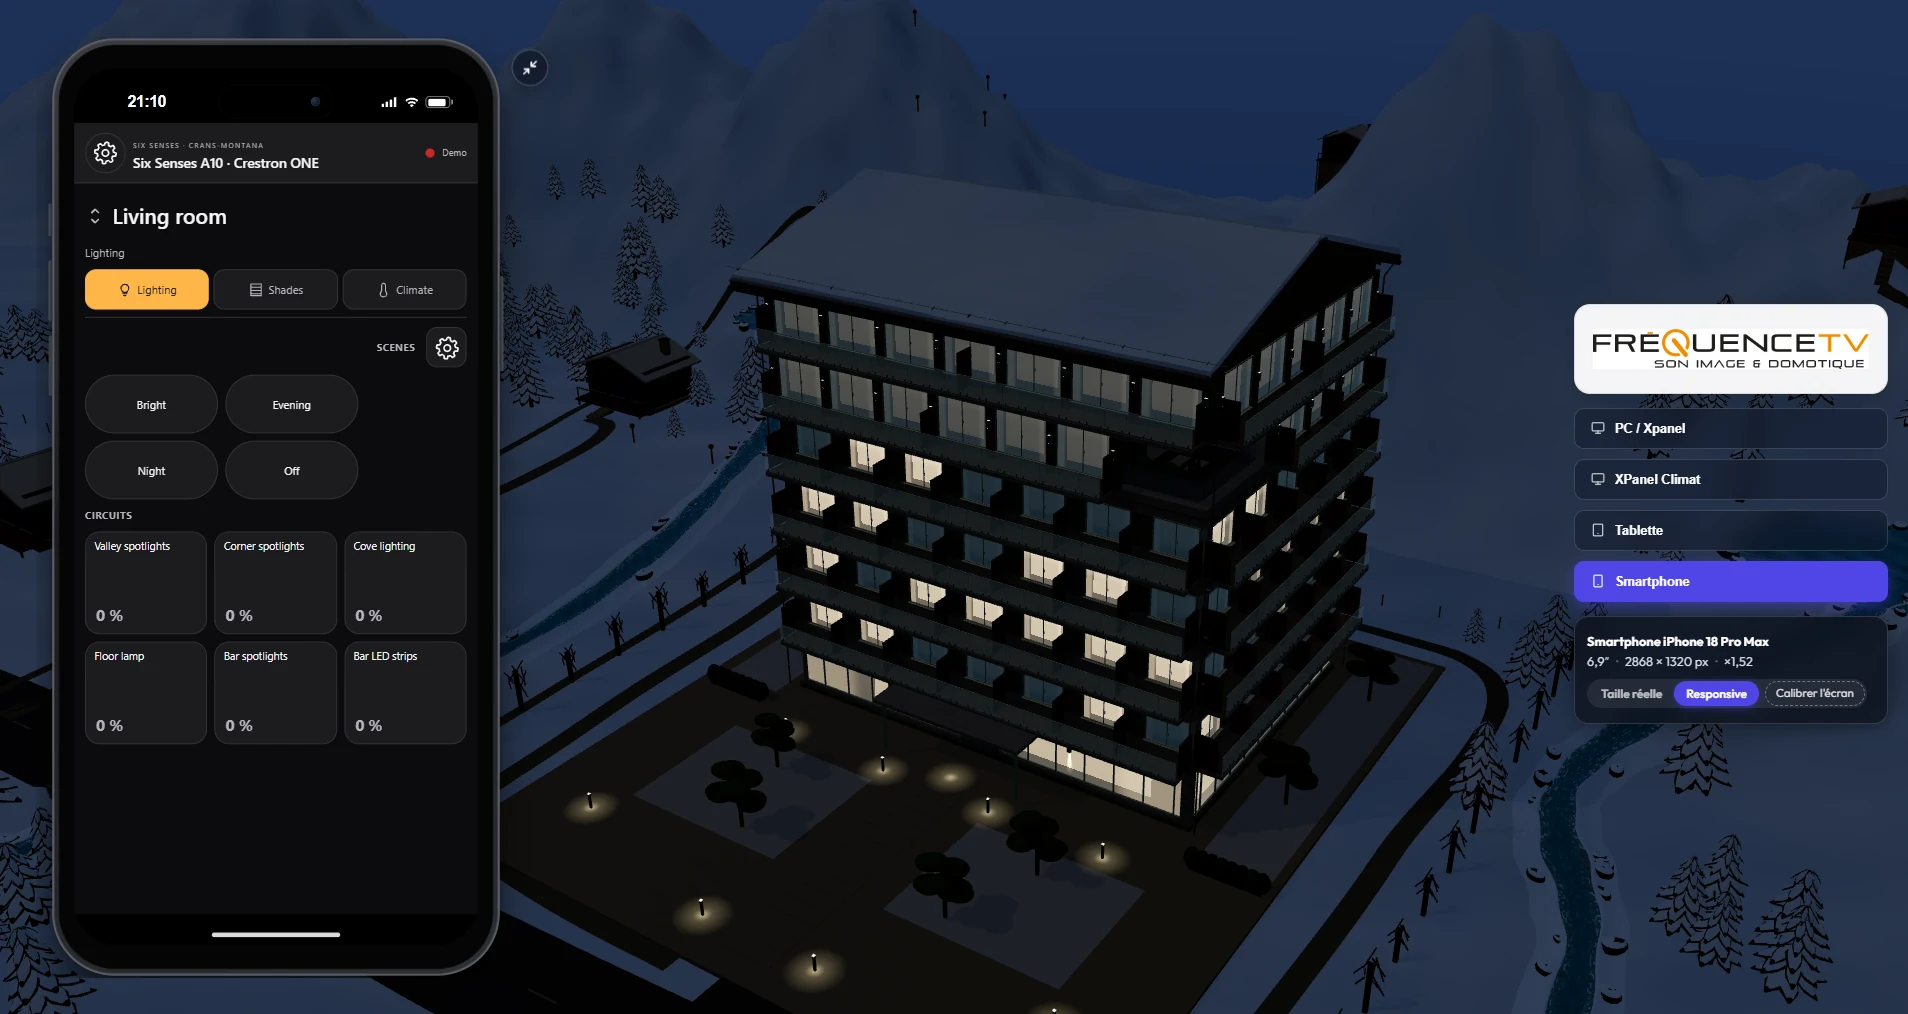 21:10
SIX SENSES · CRANS-MONTANA
Six Senses A10 · Crestron ONE
Demo
Living room
Lighting
Lighting
Shades
Climate
SCENES
Bright
Evening
Night
Off
CIRCUITS
Valley spotlights
Corner spotlights
Cove lighting
0 %
0 %
0 %
Floor lamp
Bar spotlights
Bar LED strips
0 %
0 %
0 %
FRÉQUENCETV
SON IMAGE & DOMOTIQUE
PC / Xpanel
XPanel Climat
Tablette
Smartphone
Smartphone iPhone 18 Pro Max
6,9″ · 2868 × 1320 px · ×1,52
Taille réelle
Responsive
Calibrer l'écran